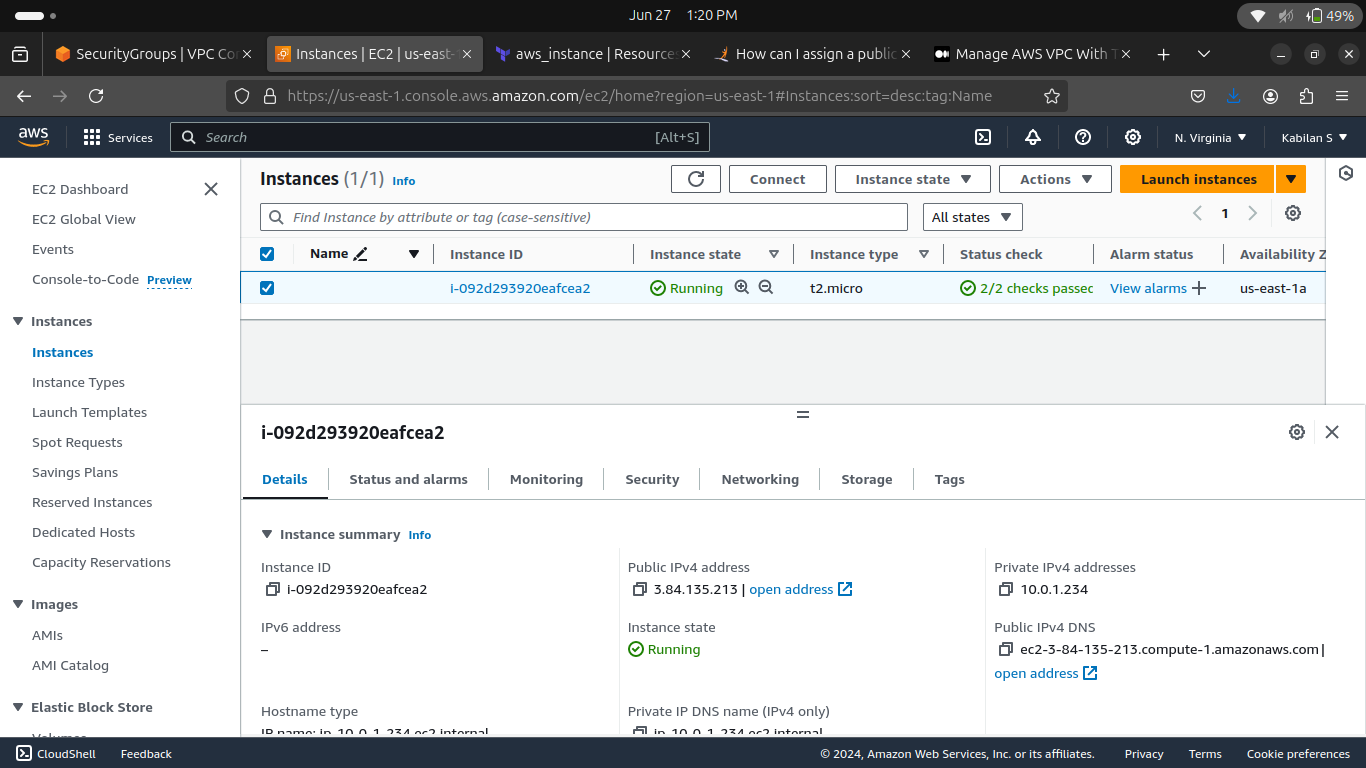 Jun 27 1:20 PM
49%
SecurityGroups | VPC Co
Instances | EC2 | us-east-
aws_instance | Resource
How can I assign a public
Manage AWS VPC With T
https://us-east-1.console.aws.amazon.com/ec2/home?region=us-east-1#Instances:sort=desc:tag:Name
aws
Services
Search [Alt+S]
N. Virginia
Kabilan S
EC2 Dashboard
EC2 Global View
Events
Console-to-Code Preview
Instances
Instances
Instance Types
Launch Templates
Spot Requests
Savings Plans
Reserved Instances
Dedicated Hosts
Capacity Reservations
Images
AMIs
AMI Catalog
Elastic Block Store
Volumes
Instances (1/1) Info
Connect
Instance state
Actions
Launch instances
Find Instance by attribute or tag (case-sensitive)
All states
1
Name Instance ID Instance state Instance type Status check Alarm status Availability Z
i-092d293920eafcea2 Running t2.micro 2/2 checks passec View alarms us-east-1a
i-092d293920eafcea2
Details Status and alarms Monitoring Security Networking Storage Tags
Instance summary Info
Instance ID
i-092d293920eafcea2
Public IPv4 address
3.84.135.213 | open address
Private IPv4 addresses
10.0.1.234
IPv6 address
–
Instance state
Running
Public IPv4 DNS
ec2-3-84-135-213.compute-1.amazonaws.com |
open address
Hostname type
IP name: ip-10-0-1-234.ec2.internal
Private IP DNS name (IPv4 only)
ip-10-0-1-234.ec2.internal
CloudShell Feedback
© 2024, Amazon Web Services, Inc. or its affiliates. Privacy Terms Cookie preferences